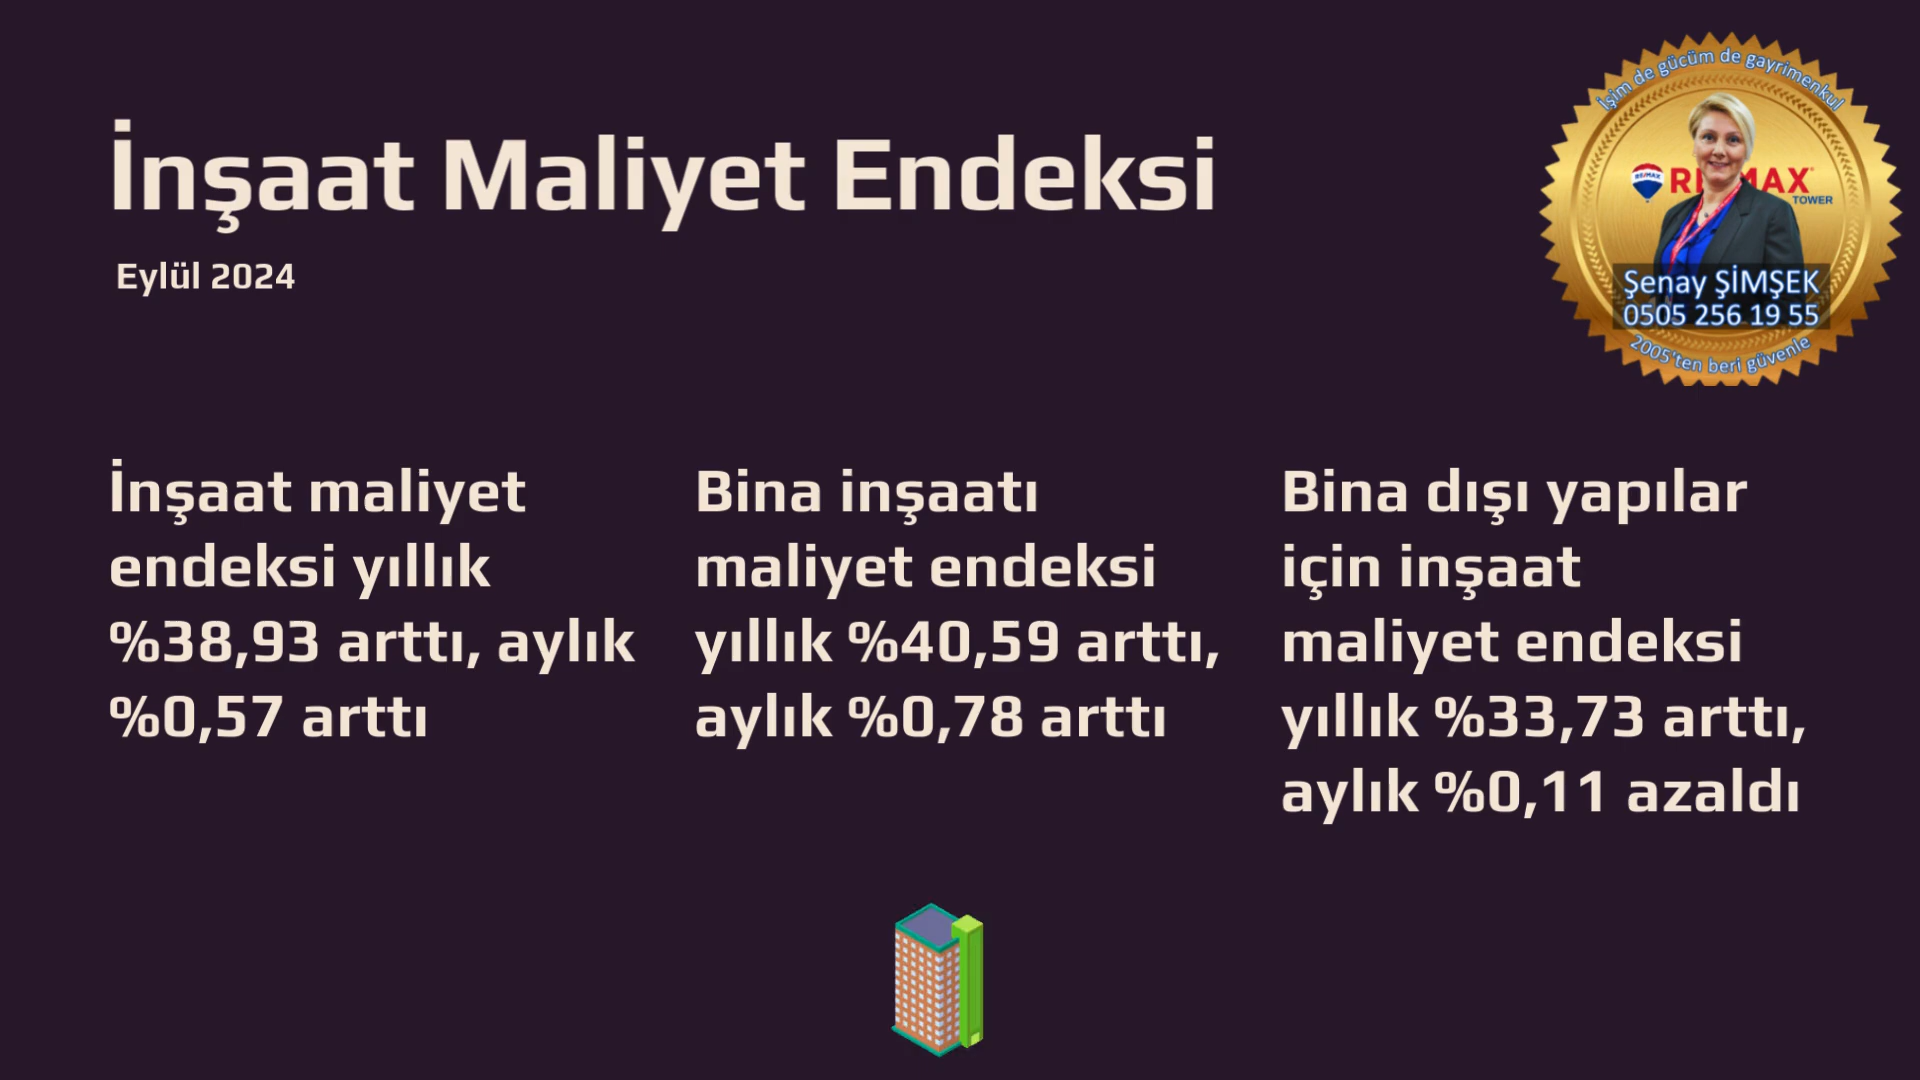 İnşaat Maliyet Endeksi
Eylül 2024
İşim de gücüm de gayrimenkul
RE/MAX
TOWER
Şenay ŞİMŞEK
0505 256 19 55
2005'ten beri güvenle
İnşaat maliyet
endeksi yıllık
%38,93 arttı, aylık
%0,57 arttı
Bina inşaatı
maliyet endeksi
yıllık %40,59 arttı,
aylık %0,78 arttı
Bina dışı yapılar
için inşaat
maliyet endeksi
yıllık %33,73 arttı,
aylık %0,11 azaldı